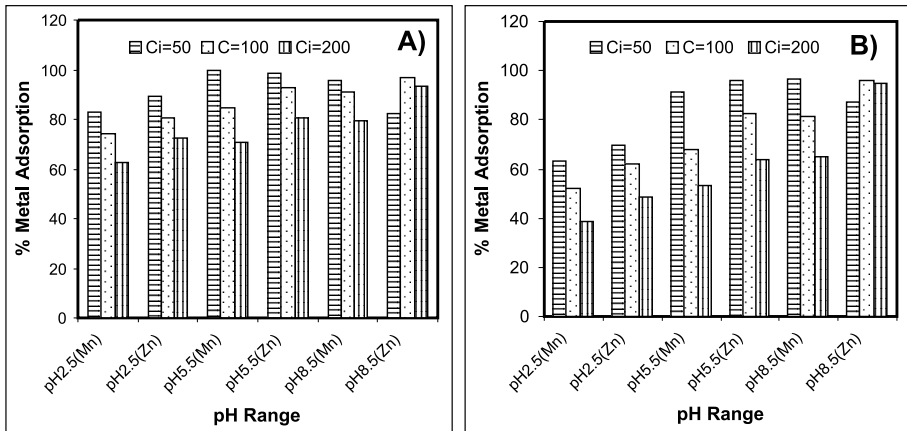 A)
Ci=50 C=100 Ci=200
% Metal Adsorption
120
100
80
60
40
20
0
pH2.5(Mn) pH2.5(Zn) pH5.5(Mn) pH5.5(Zn) pH8.5(Mn) pH8.5(Zn)
pH Range
B)
Ci=50 C=100 Ci=200
% Metal Adsorption
120
100
80
60
40
20
0
pH2.5(Mn) pH2.5(Zn) pH5.5(Mn) pH5.5(Zn) pH8.5(Mn) pH8.5(Zn)
pH Range